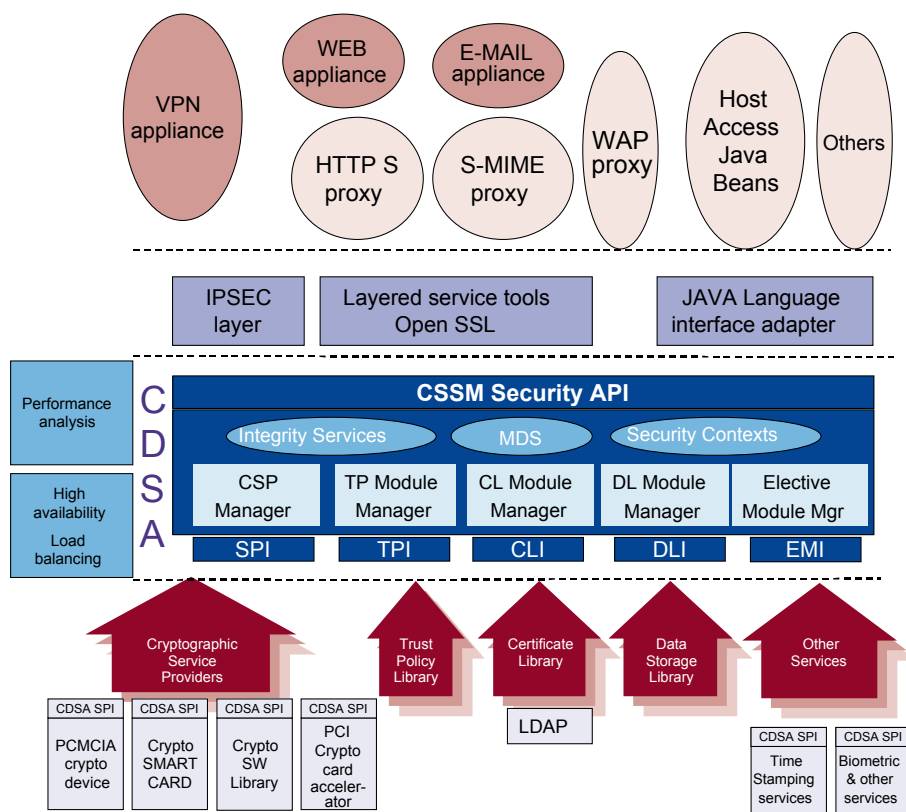 VPN
appliance
WEB
appliance
E-MAIL
appliance
HTTP S
proxy
S-MIME
proxy
WAP
proxy
Host
Access
Java
Beans
Others
IPSEC
layer
Layered service tools
Open SSL
JAVA Language
interface adapter
Performance
analysis
High
availability
Load
balancing
C
D
S
A
CSSM Security API
Integrity Services
MDS
Security Contexts
CSP
Manager
TP Module
Manager
CL Module
Manager
DL Module
Manager
Elective
Module Mgr
SPI
TPI
CLI
DLI
EMI
Cryptographic
Service
Providers
Trust
Policy
Library
Certificate
Library
Data
Storage
Library
Other
Services
CDSA SPI
PCMCIA
crypto
device
CDSA SPI
Crypto
SMART
CARD
CDSA SPI
Crypto
SW
Library
CDSA SPI
PCI
Crypto
card
acceler-
ator
LDAP
CDSA SPI
Time
Stamping
services
CDSA SPI
Biometric
& other
services